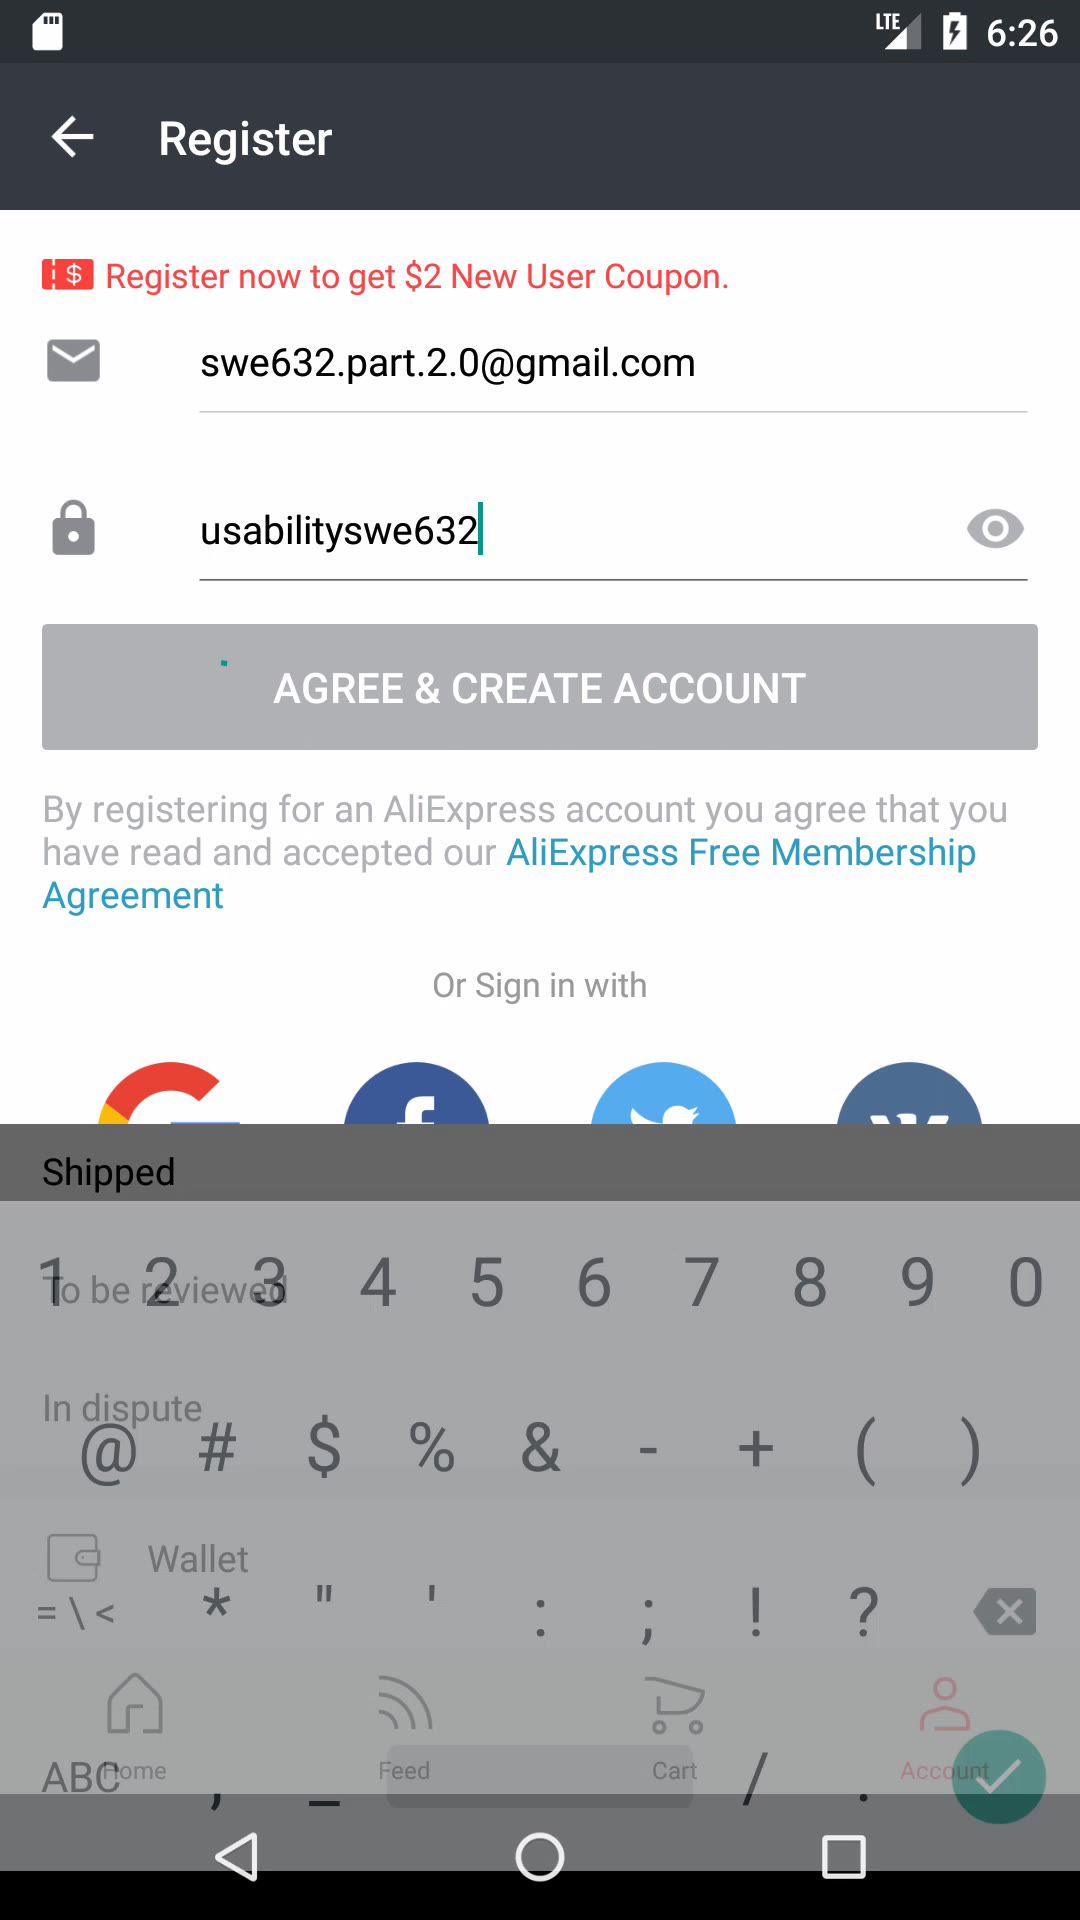 LTE 6:26
Register
$ Register now to get $2 New User Coupon.
swe632.part.2.0@gmail.com
usabilityswe632
AGREE & CREATE ACCOUNT
By registering for an AliExpress account you agree that you
have read and accepted our AliExpress Free Membership
Agreement
Or Sign in with
Shipped
1 2 3 4 5 6 7 8 9 0
To be reviewed
In dispute
@ # $ % & - + ( )
Wallet
= \ < * " ' : ; ! ?
Home Feed Cart Account
ABC , _ / .